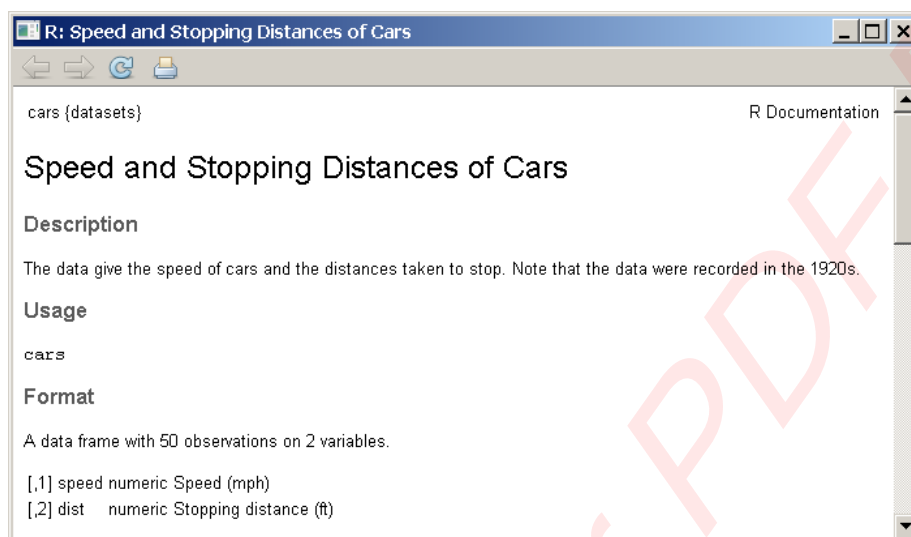 R: Speed and Stopping Distances of Cars
cars {datasets} R Documentation
Speed and Stopping Distances of Cars
Description
The data give the speed of cars and the distances taken to stop. Note that the data were recorded in the 1920s.
Usage
cars
Format
A data frame with 50 observations on 2 variables.
[,1] speed numeric Speed (mph)
[,2] dist numeric Stopping distance (ft)
PDF